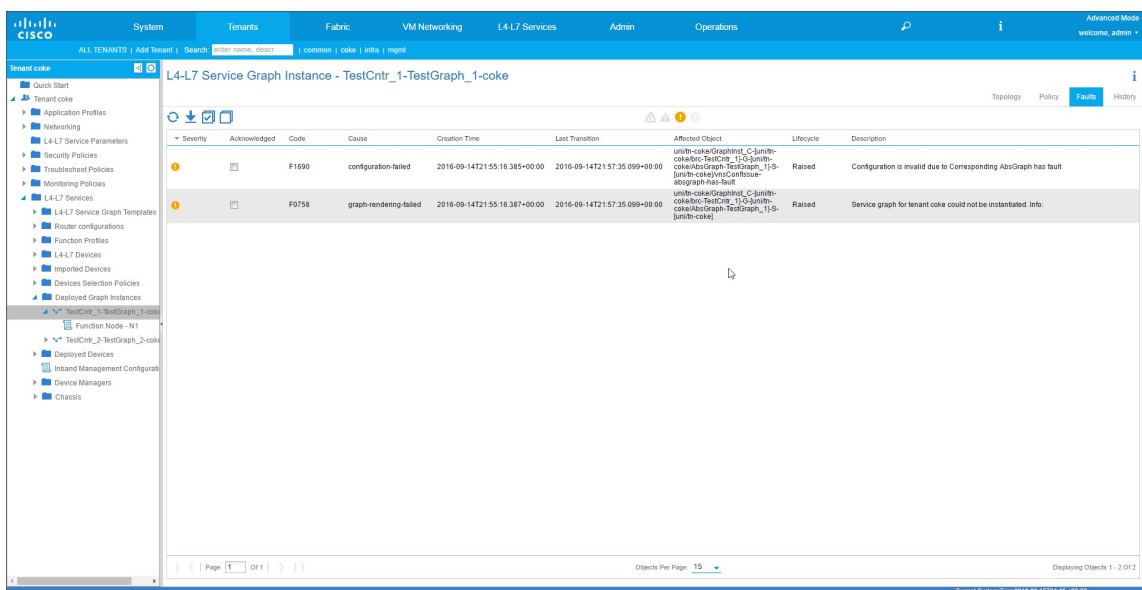 Advanced Mode
CISCO System Tenants Fabric VM Networking L4-L7 Services Admin Operations i welcome, admin
ALL TENANTS | Add Tenant | Search: enter name, descr | common | coke | infra | mgmt
Tenant coke
Quick Start
Tenant coke
Application Profiles
Networking
L4-L7 Service Parameters
Security Policies
Troubleshoot Policies
Monitoring Policies
L4-L7 Services
L4-L7 Service Graph Templates
Router configurations
Function Profiles
L4-L7 Devices
Imported Devices
Devices Selection Policies
Deployed Graph Instances
TestCntr_1-TestGraph_1-coke
Function Node - N1
TestCntr_2-TestGraph_2-coke
Deployed Devices
Inband Management Configurati
Device Managers
Chassis
L4-L7 Service Graph Instance - TestCntr_1-TestGraph_1-coke
i
Topology Policy Faults History
Severity Acknowledged Code Cause Creation Time Last Transition Affected Object Lifecycle Description
F1690 configuration-failed 2016-09-14T21:55:16.385+00:00 2016-09-14T21:57:35.099+00:00
uni/tn-coke/GraphInst_C-[uni/tn-
coke/brc-TestCntr_1]-G-[uni/tn-
coke/AbsGraph-TestGraph_1]-S-
[uni/tn-coke]/vnsConfIssue-
absgraph-has-fault
Raised Configuration is invalid due to Corresponding AbsGraph has fault
F0758 graph-rendering-failed 2016-09-14T21:55:16.387+00:00 2016-09-14T21:57:35.099+00:00
uni/tn-coke/GraphInst_C-[uni/tn-
coke/brc-TestCntr_1]-G-[uni/tn-
coke/AbsGraph-TestGraph_1]-S-
[uni/tn-coke]
Raised Service graph for tenant coke could not be instantiated. Info:
Page 1 Of 1 Objects Per Page: 15 Displaying Objects 1 - 2 Of 2